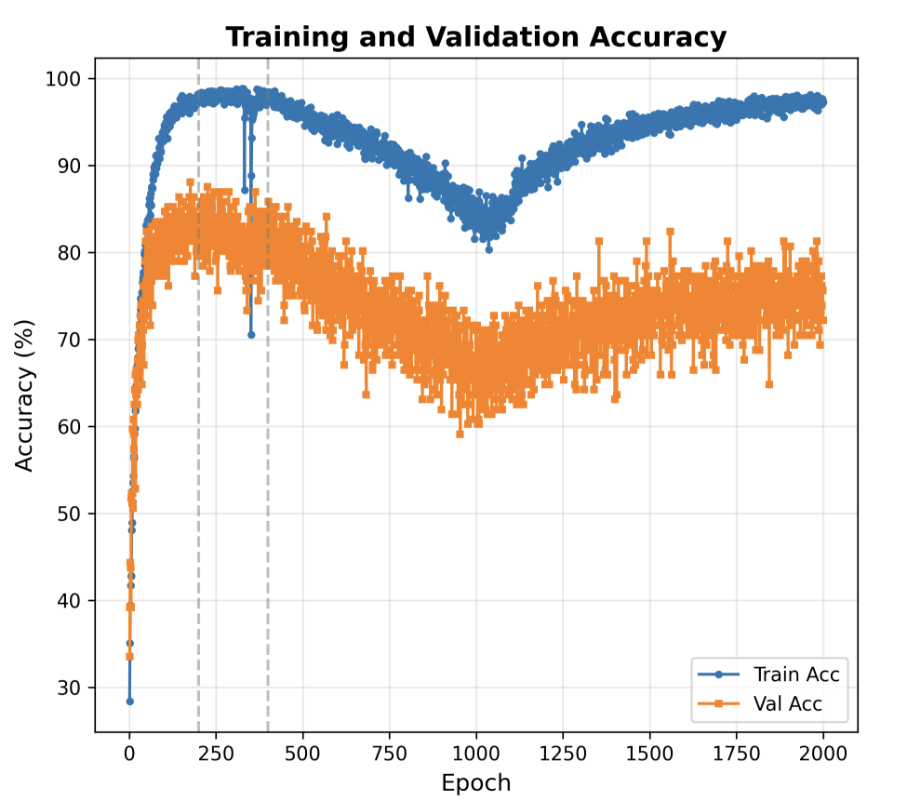 Training and Validation Accuracy
Accuracy (%)
100
90
80
70
60
50
40
30
Train Acc
Val Acc
0 250 500 750 1000 1250 1500 1750 2000
Epoch